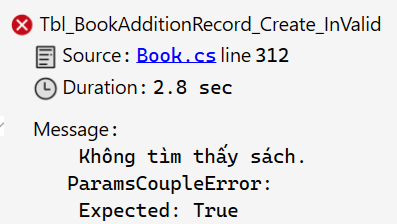 Tbl_BookAdditionRecord_Create_InValid
Source: Book.cs line 312
Duration: 2.8 sec
Message:
Không tìm thấy sách.
ParamsCoupleError:
Expected: True